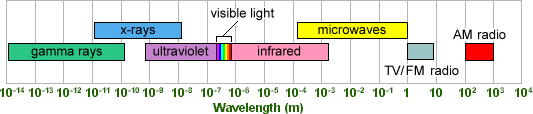 visible light
x-rays
microwaves
AM radio
gamma rays
ultraviolet
infrared
TV/FM radio
10⁻¹⁴ 10⁻¹³ 10⁻¹² 10⁻¹¹ 10⁻¹⁰ 10⁻⁹ 10⁻⁸ 10⁻⁷ 10⁻⁶ 10⁻⁵ 10⁻⁴ 10⁻³ 10⁻² 10⁻¹ 1 10 10² 10³ 10⁴
Wavelength (m)